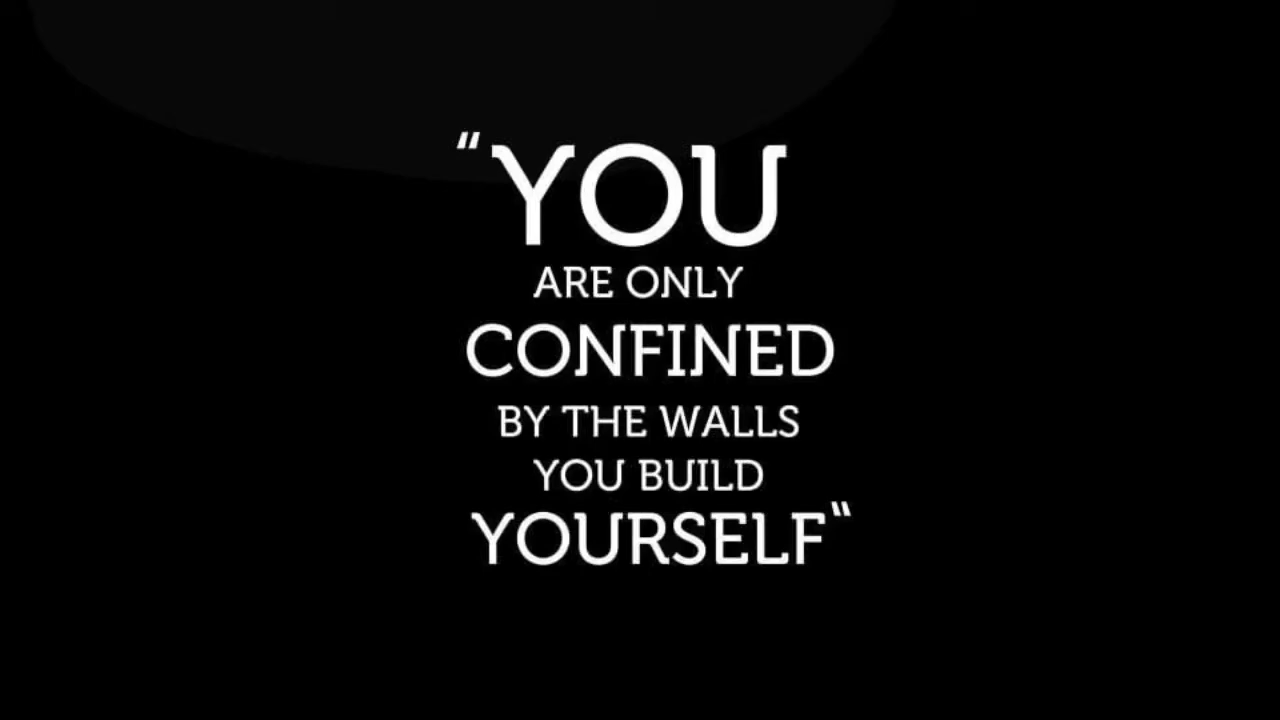 "YOU
ARE ONLY
CONFINED
BY THE WALLS
YOU BUILD
YOURSELF"